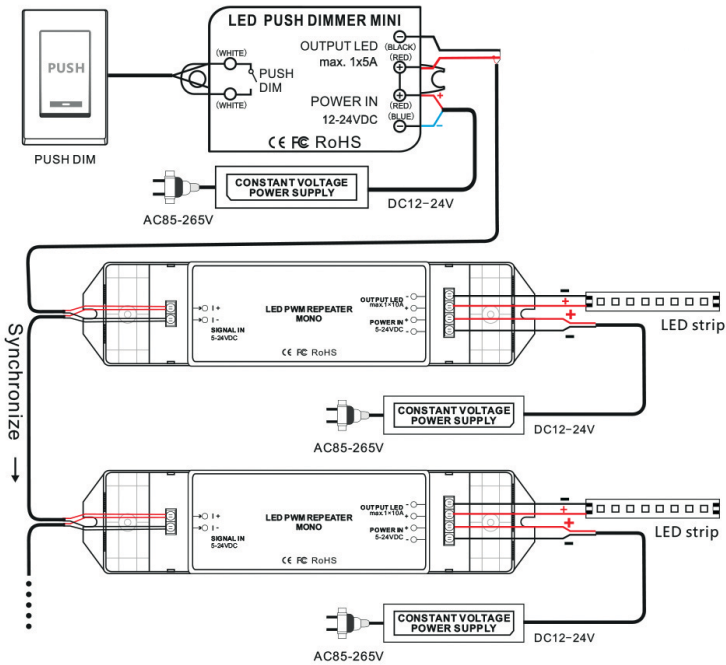 LED PUSH DIMMER MINI
PUSH
(WHITE)
PUSH
DIM
(WHITE)
OUTPUT LED
max. 1x5A
(BLACK)
(RED)
POWER IN
12-24VDC
(RED)
(BLUE)
+
−
CE FC RoHS
PUSH DIM
CONSTANT VOLTAGE
POWER SUPPLY
AC85-265V
DC12-24V
Synchronize
I +
I -
SIGNAL IN
5-24VDC
LED PWM REPEATER
MONO
CE FC RoHS
OUTPUT LED -
max.1×10A +
POWER IN +
5-24VDC -
−
+
+
−
LED strip
CONSTANT VOLTAGE
POWER SUPPLY
AC85-265V
DC12-24V
I +
I -
SIGNAL IN
5-24VDC
LED PWM REPEATER
MONO
CE FC RoHS
OUTPUT LED -
max.1×10A +
POWER IN +
5-24VDC -
−
+
+
−
LED strip
CONSTANT VOLTAGE
POWER SUPPLY
AC85-265V
DC12-24V